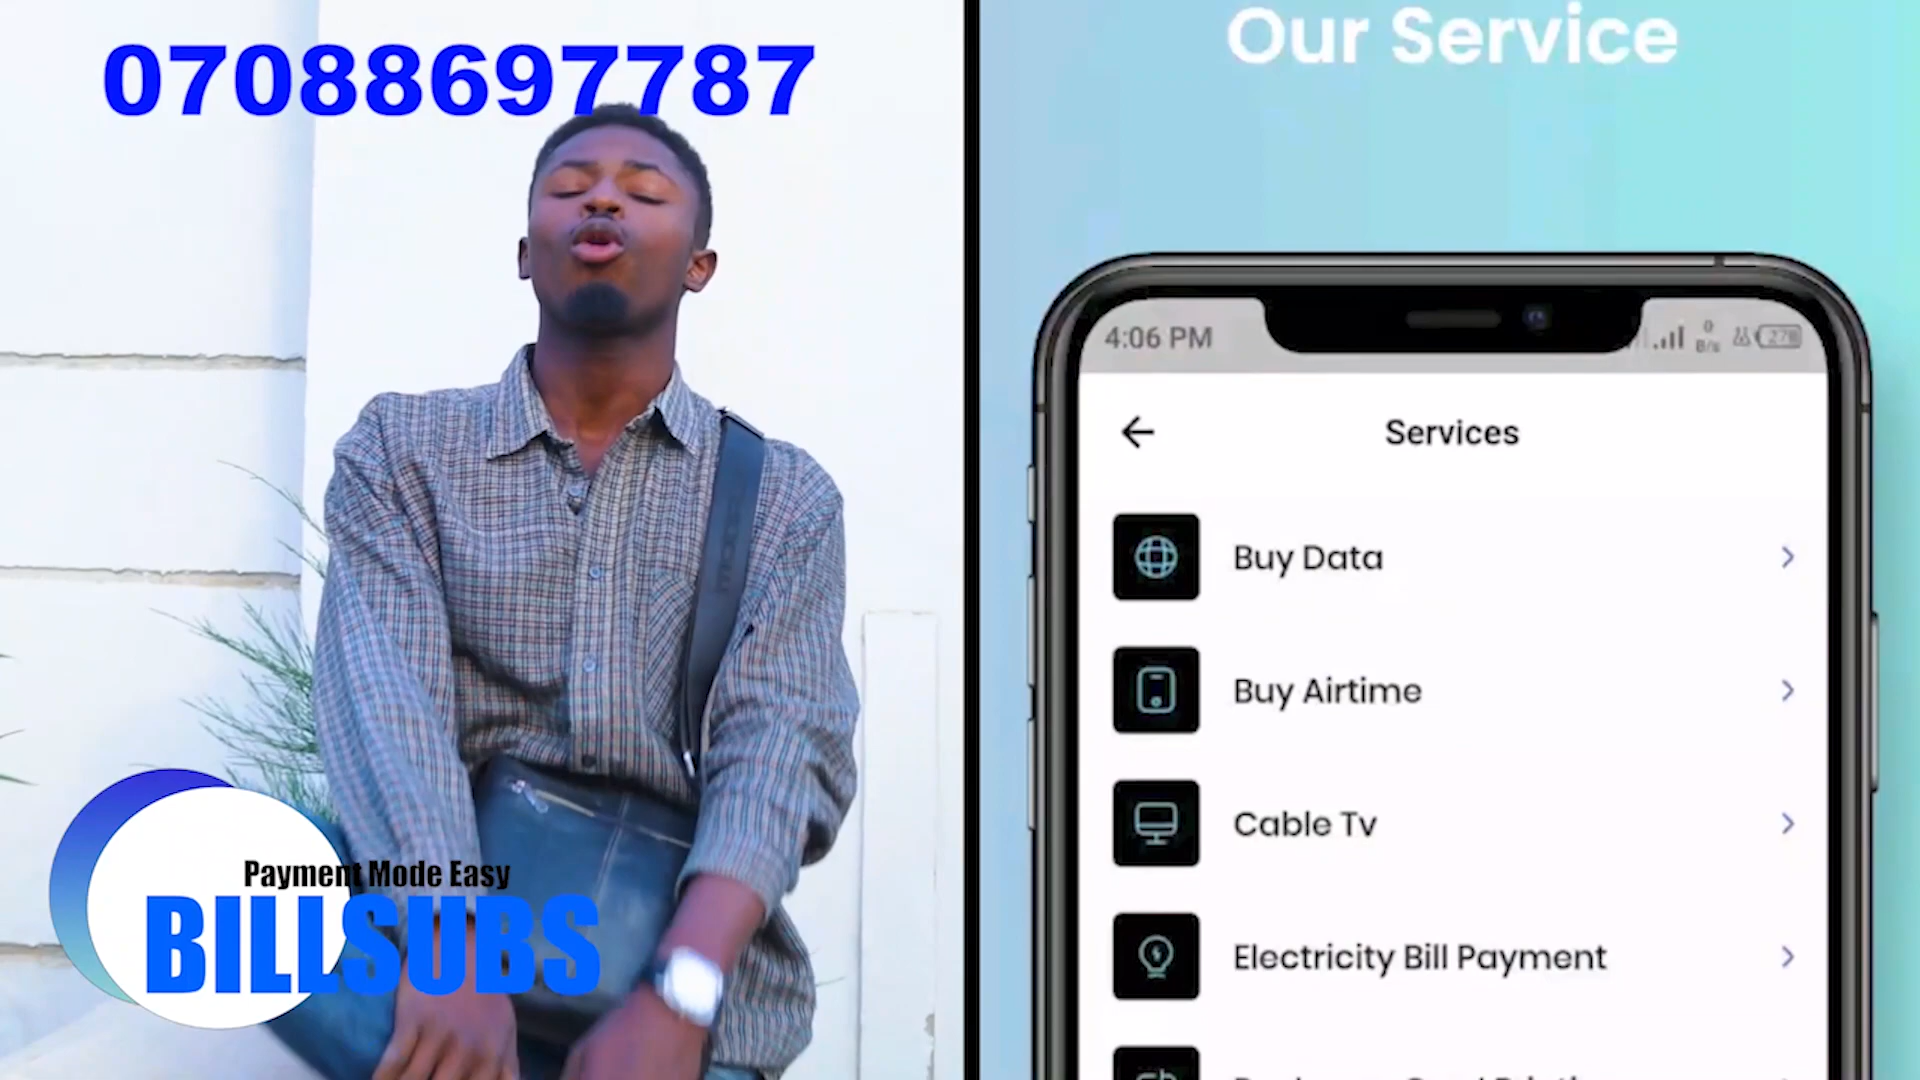 07088697787
Payment Mode Easy
BILLSUBS
Our Service
4:06 PM
Services
Buy Data
Buy Airtime
Cable Tv
Electricity Bill Payment